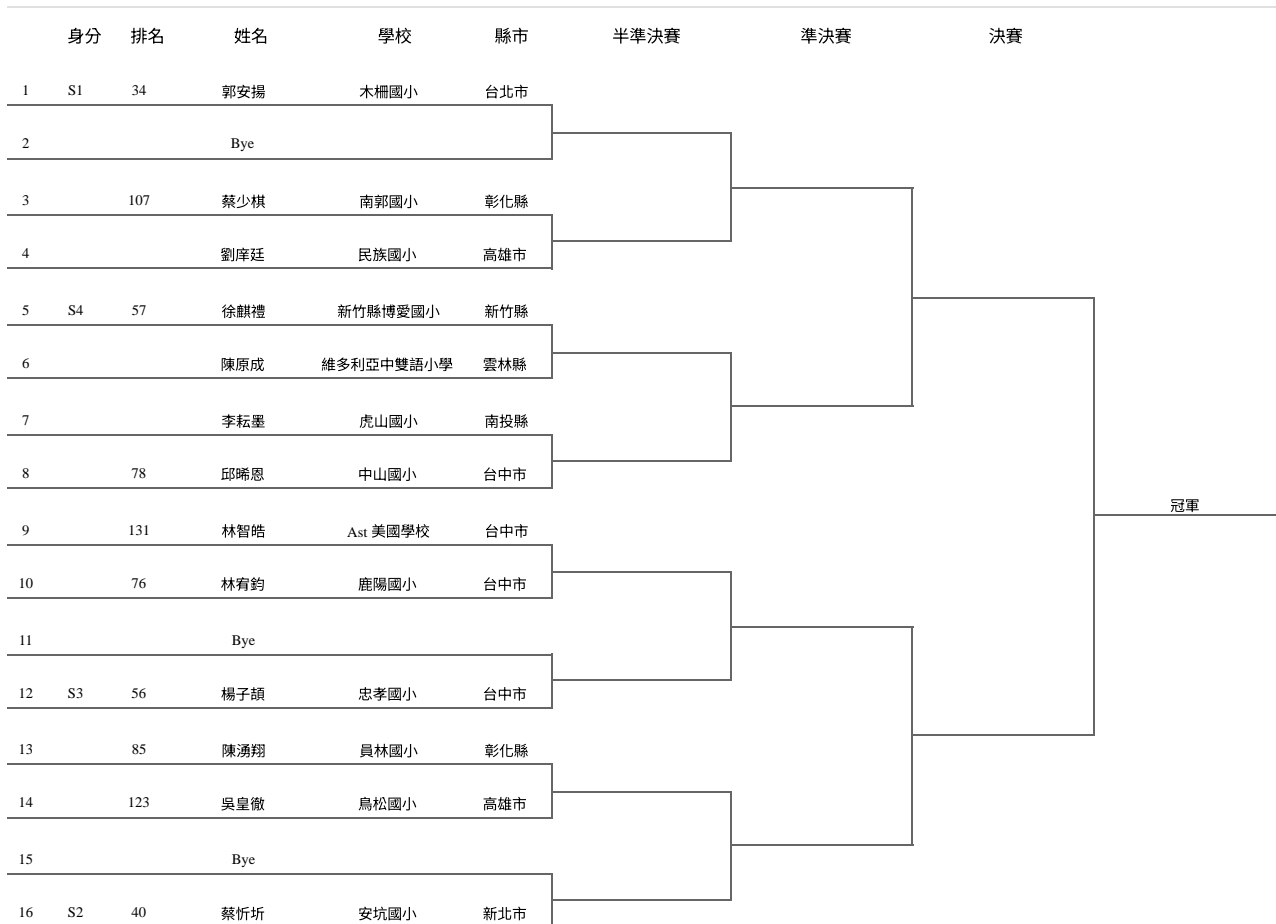 身分 排名 姓名 學校 縣市 半準決賽 準決賽 決賽
1 S1 34 郭安揚 木柵國小 台北市
2 Bye
3 107 蔡少棋 南郭國小 彰化縣
4 劉庠廷 民族國小 高雄市
5 S4 57 徐麒禮 新竹縣博愛國小 新竹縣
6 陳原成 維多利亞中雙語小學 雲林縣
7 李耘墨 虎山國小 南投縣
8 78 邱晞恩 中山國小 台中市
冠軍
9 131 林智皓 Ast 美國學校 台中市
10 76 林宥鈞 鹿陽國小 台中市
11 Bye
12 S3 56 楊子頡 忠孝國小 台中市
13 85 陳湧翔 員林國小 彰化縣
14 123 吳皇徹 鳥松國小 高雄市
15 Bye
16 S2 40 蔡忻圻 安坑國小 新北市